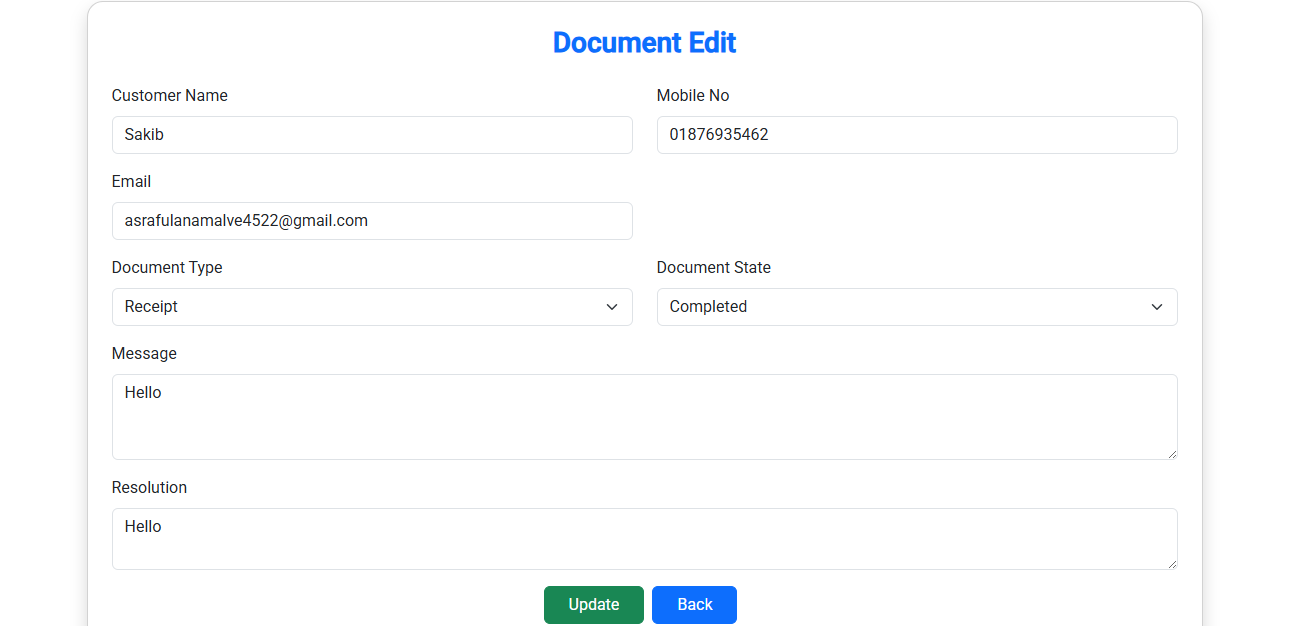 Document Edit
Customer Name
Mobile No
Sakib
01876935462
Email
asrafulanamalve4522@gmail.com
Document Type
Document State
Receipt
Completed
Message
Hello
Resolution
Hello
Update
Back